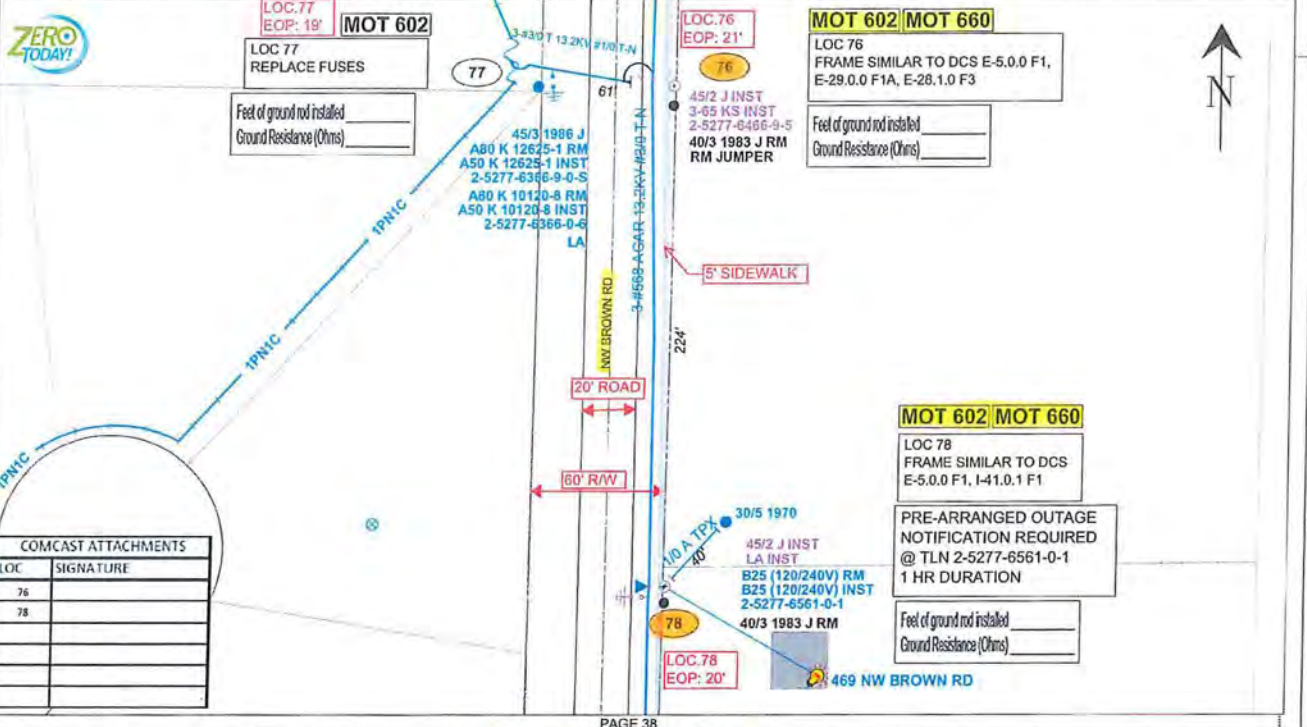 ZERO
TODAY!
LOC.77
EOP: 19'
MOT 602
LOC 77
REPLACE FUSES
Feet of ground rod installed
Ground Resistance (Ohms)
77
3-#3/0 T 13.2KV #1/0 T-N
61'
45/3 1986 J
A80 K 12625-1 RM
A50 K 12625-1 INST
2-5277-6366-9-0-S
A80 K 10120-8 RM
A50 K 10120-8 INST
2-5277-6366-0-6
LA
LOC.76
EOP: 21'
76
45/2 J INST
3-65 KS INST
2-5277-6466-9-5
40/3 1983 J RM
RM JUMPER
MOT 602 MOT 660
LOC 76
FRAME SIMILAR TO DCS E-5.0.0 F1,
E-29.0.0 F1A, E-28.1.0 F3
Feet of ground rod installed
Ground Resistance (Ohms)
N
1PN1C
1PN1C
1PN1C
NW BROWN RD
3-#568 ACAR 13.2KV #3/0 T-N
5' SIDEWALK
224'
20' ROAD
60' R/W
MOT 602 MOT 660
LOC 78
FRAME SIMILAR TO DCS
E-5.0.0 F1, I-41.0.1 F1
PRE-ARRANGED OUTAGE
NOTIFICATION REQUIRED
@ TLN 2-5277-6561-0-1
1 HR DURATION
Feet of ground rod installed
Ground Resistance (Ohms)
30/5 1970
1/0 A TPX
40'
45/2 J INST
LA INST
B25 (120/240V) RM
B25 (120/240V) INST
2-5277-6561-0-1
40/3 1983 J RM
78
LOC.78
EOP: 20'
469 NW BROWN RD
COMCAST ATTACHMENTS
LOC SIGNATURE
76
78
PAGE 38